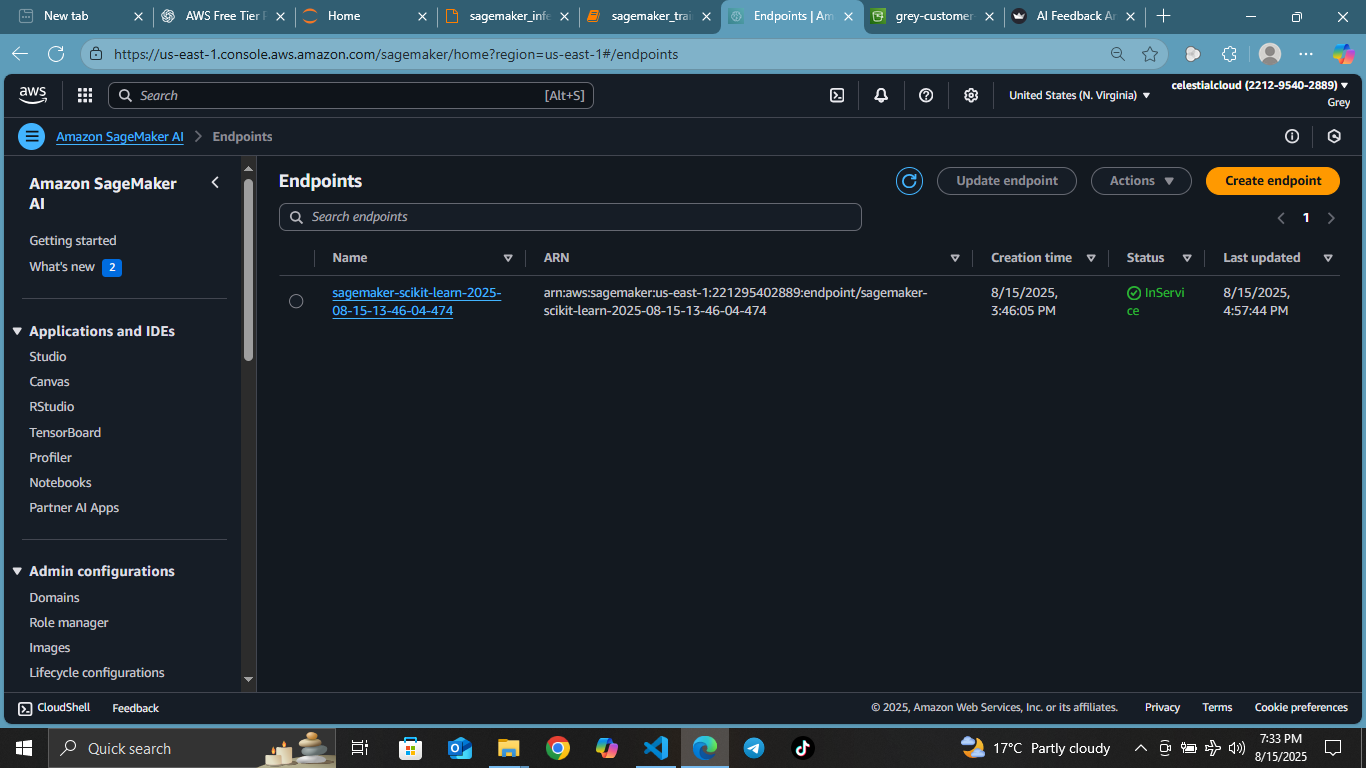 New tab
AWS Free Tier
Home
sagemaker_infe
sagemaker_trai
Endpoints | Am
grey-customer
AI Feedback An
https://us-east-1.console.aws.amazon.com/sagemaker/home?region=us-east-1#/endpoints
aws
Search
[Alt+S]
United States (N. Virginia)
celestialcloud (2212-9540-2889)
Grey
Amazon SageMaker AI
Endpoints
Amazon SageMaker
AI
Getting started
What's new 2
Applications and IDEs
Studio
Canvas
RStudio
TensorBoard
Profiler
Notebooks
Partner AI Apps
Admin configurations
Domains
Role manager
Images
Lifecycle configurations
Endpoints
Update endpoint
Actions
Create endpoint
Search endpoints
1
Name
ARN
Creation time
Status
Last updated
sagemaker-scikit-learn-2025-
08-15-13-46-04-474
arn:aws:sagemaker:us-east-1:221295402889:endpoint/sagemaker-
scikit-learn-2025-08-15-13-46-04-474
8/15/2025,
3:46:05 PM
InServi
ce
8/15/2025,
4:57:44 PM
CloudShell
Feedback
© 2025, Amazon Web Services, Inc. or its affiliates.
Privacy
Terms
Cookie preferences
Quick search
17°C Partly cloudy
7:33 PM
8/15/2025